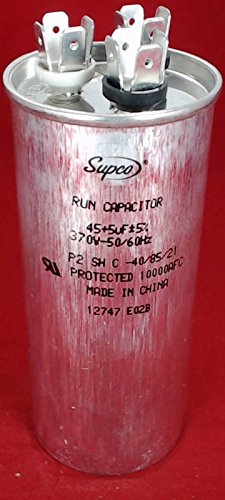 Supco
RUN CAPACITOR
45+5uF±5%
370V-50/60Hz
P2 SH C -40/85/21
PROTECTED 10000AFC
MADE IN CHINA
12747 E02B